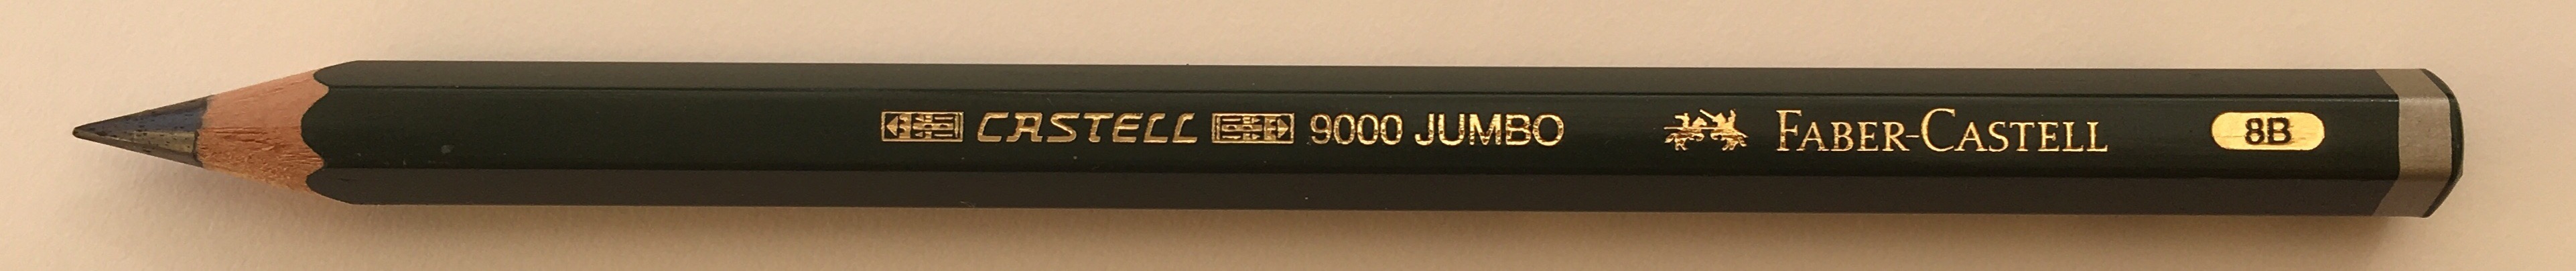 CASTELL 9000 JUMBO FABER-CASTELL 8B